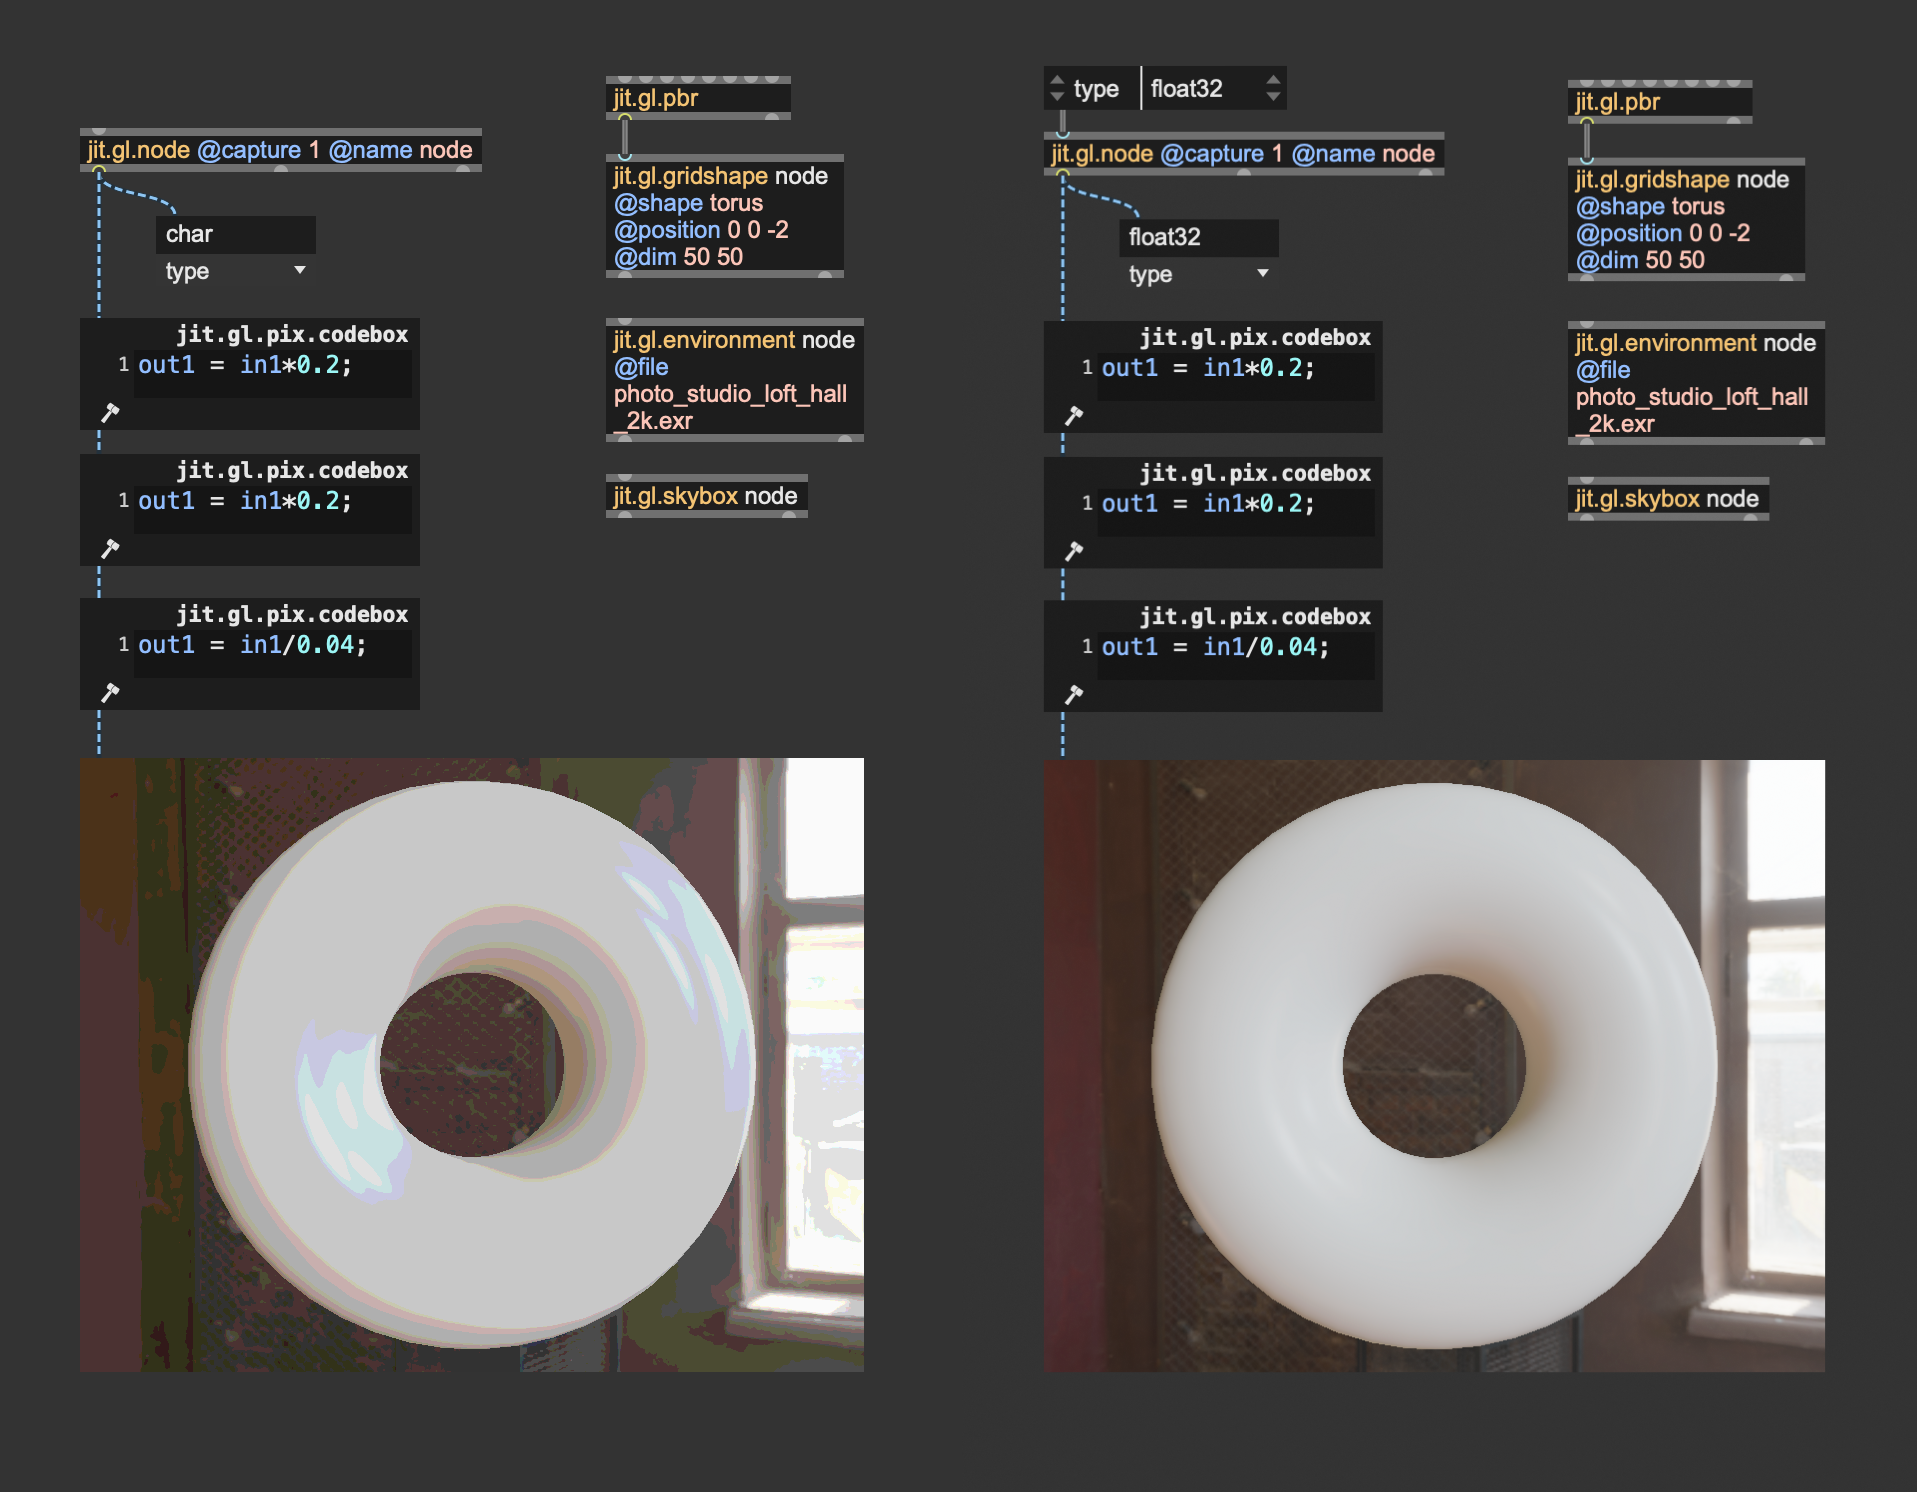 jit.gl.node @capture 1 @name node
char
type
jit.gl.pix.codebox
1 out1 = in1*0.2;
jit.gl.pix.codebox
1 out1 = in1*0.2;
jit.gl.pix.codebox
1 out1 = in1/0.04;
jit.gl.pbr
jit.gl.gridshape node
@shape torus
@position 0 0 -2
@dim 50 50
jit.gl.environment node
@file
photo_studio_loft_hall
_2k.exr
jit.gl.skybox node
type float32
jit.gl.node @capture 1 @name node
float32
type
jit.gl.pix.codebox
1 out1 = in1*0.2;
jit.gl.pix.codebox
1 out1 = in1*0.2;
jit.gl.pix.codebox
1 out1 = in1/0.04;
jit.gl.pbr
jit.gl.gridshape node
@shape torus
@position 0 0 -2
@dim 50 50
jit.gl.environment node
@file
photo_studio_loft_hall
_2k.exr
jit.gl.skybox node